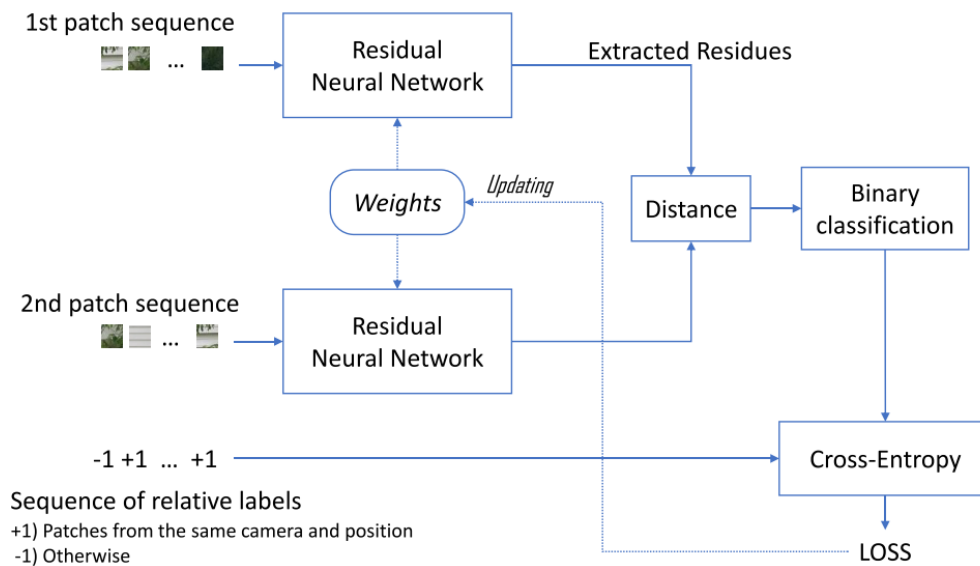 1st patch sequence
...
Residual
Neural Network
Extracted Residues
Weights
Updating
Distance
Binary
classification
2nd patch sequence
...
Residual
Neural Network
-1 +1 ... +1
Cross-Entropy
Sequence of relative labels
+1) Patches from the same camera and position
-1) Otherwise
LOSS